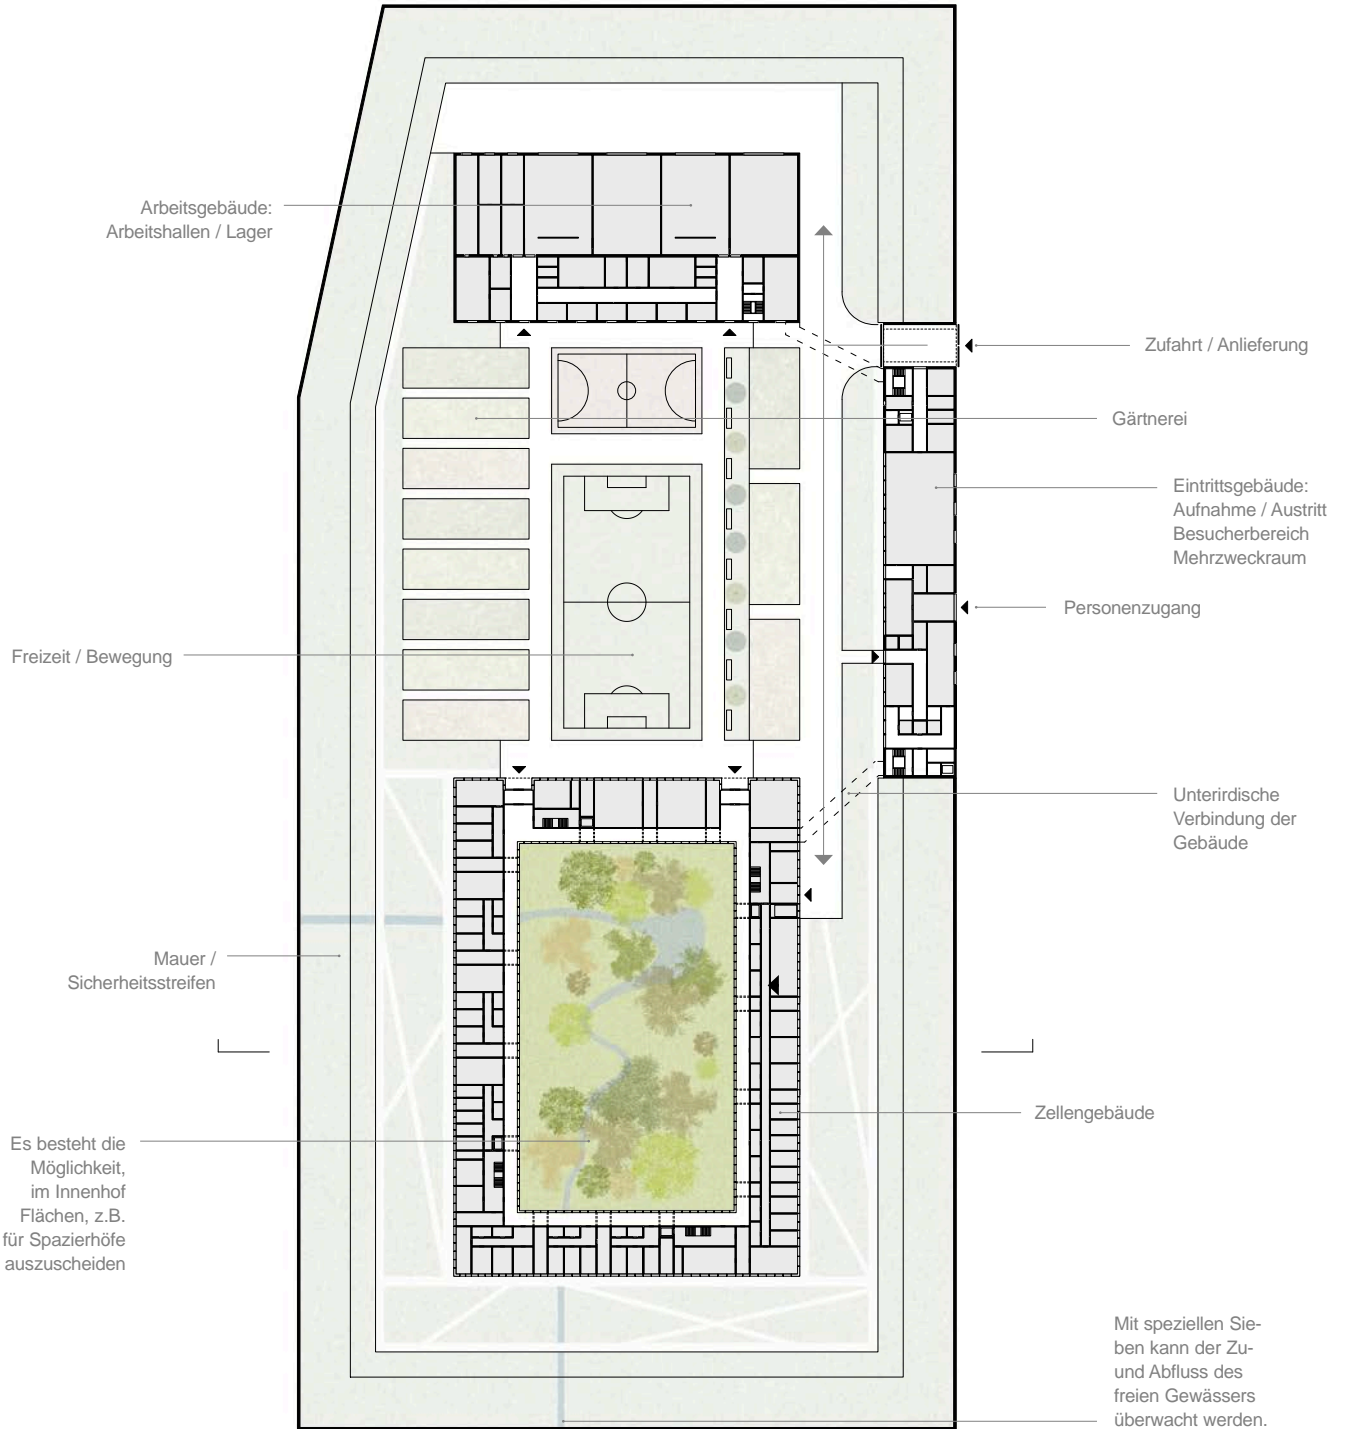 Arbeitsgebäude:
Arbeitshallen / Lager
Zufahrt / Anlieferung
Gärtnerei
Eintrittsgebäude:
Aufnahme / Austritt
Besucherbereich
Mehrzweckraum
Personenzugang
Freizeit / Bewegung
Unterirdische
Verbindung der
Gebäude
Mauer /
Sicherheitsstreifen
Zellengebäude
Es besteht die
Möglichkeit,
im Innenhof
Flächen, z.B.
für Spazierhöfe
auszuscheiden
Mit speziellen Sie-
ben kann der Zu-
und Abfluss des
freien Gewässers
überwacht werden.